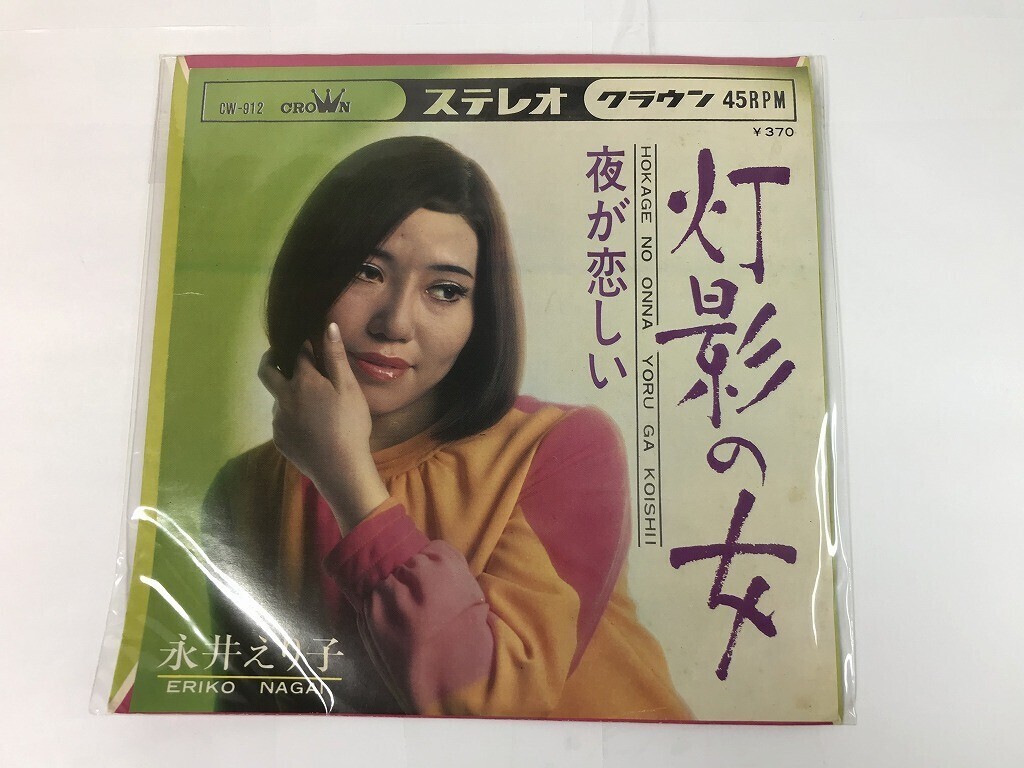 CW-912 CROWN ステレオ クラウン 45RPM
¥370
灯影の女
HOKAGE NO ONNA YORU GA KOISHII
夜が恋しい
永井えり子
ERIKO NAGAI